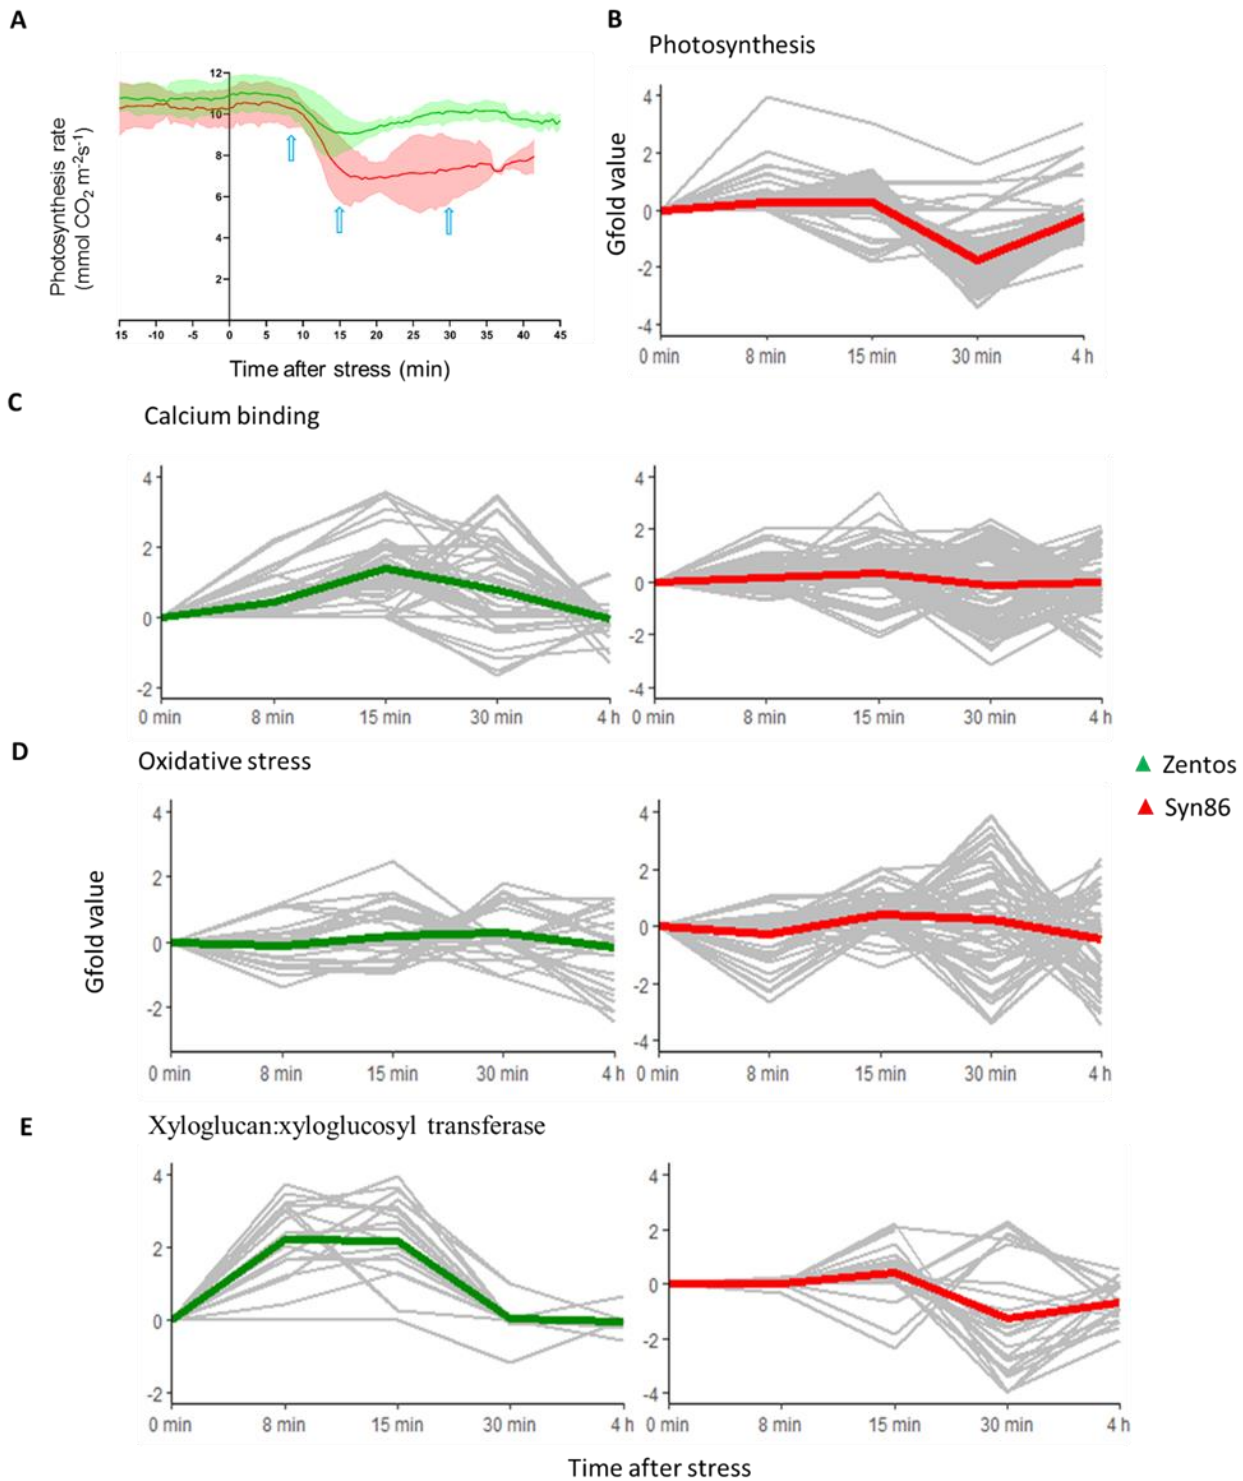 A
B
Photosynthesis
Photosynthesis rate
(mmol CO2 m-2s-1)
12
10
8
6
4
2
15 -10 -5 0 5 10 15 20 25 30 35 40 45
Time after stress (min)
Gfold value
4
2
0
-2
-4
0 min 8 min 15 min 30 min 4 h
C
Calcium binding
4
2
0
-2
0 min 8 min 15 min 30 min 4 h
4
2
0
-2
-4
0 min 8 min 15 min 30 min 4 h
D
Oxidative stress
Zentos
Syn86
Gfold value
4
2
0
-2
0 min 8 min 15 min 30 min 4 h
4
2
0
-2
-4
0 min 8 min 15 min 30 min 4 h
E
Xyloglucan:xyloglucosyl transferase
4
2
0
-2
0 min 8 min 15 min 30 min 4 h
4
2
0
-2
-4
0 min 8 min 15 min 30 min 4 h
Time after stress